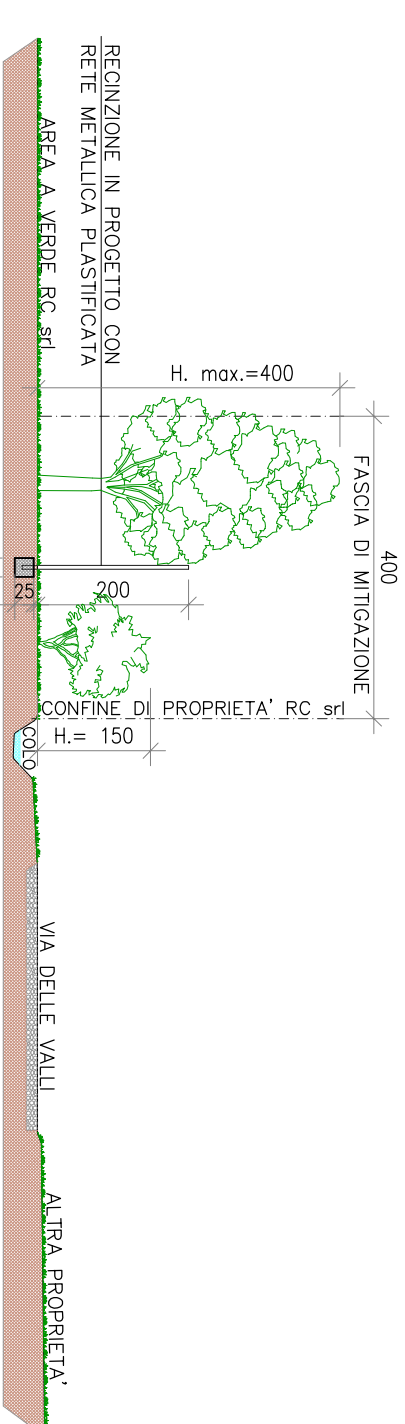 400
FASCIA DI MITIGAZIONE
H. max.=400
RECINZIONE IN PROGETTO CON
RETE METALLICA PLASTIFICATA
200
25
H.= 150
CONFINE DI PROPRIETA' RC srl
AREA A VERDE RC srl
COLO
VIA DELLE VALLI
ALTRA PROPRIETA'